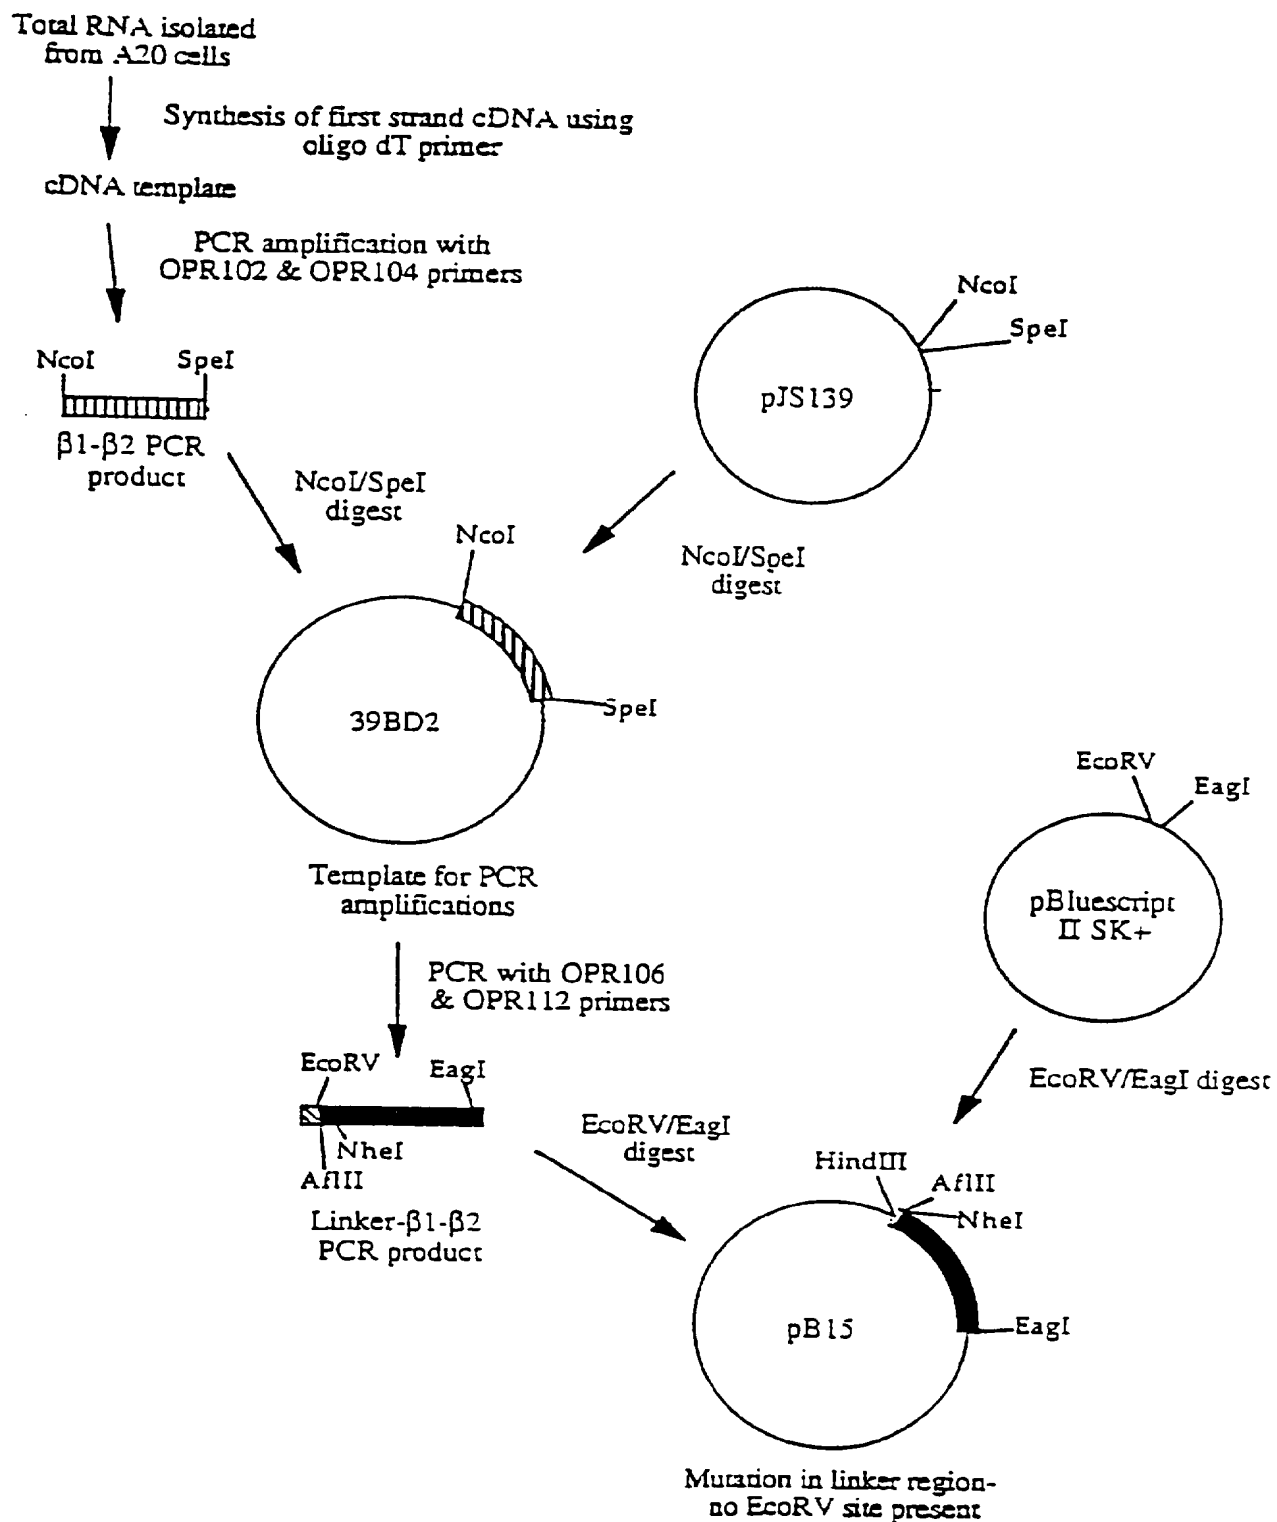 Total RNA isolated
from A20 cells
Synthesis of first strand cDNA using
oligo dT primer
cDNA template
PCR amplification with
OPR102 & OPR104 primers
NcoI
SpeI
β1-β2 PCR
product
NcoI/SpeI
digest
NcoI
SpeI
pJS139
NcoI/SpeI
digest
NcoI
SpeI
39BD2
Template for PCR
amplifications
PCR with OPR106
& OPR112 primers
EcoRV
EagI
pBluescript
II SK+
EcoRV/EagI digest
EcoRV
EagI
NheI
AflII
Linker-β1-β2
PCR product
EcoRV/EagI
digest
HindIII
AflII
NheI
EagI
pB15
Mutation in linker region-
no EcoRV site present